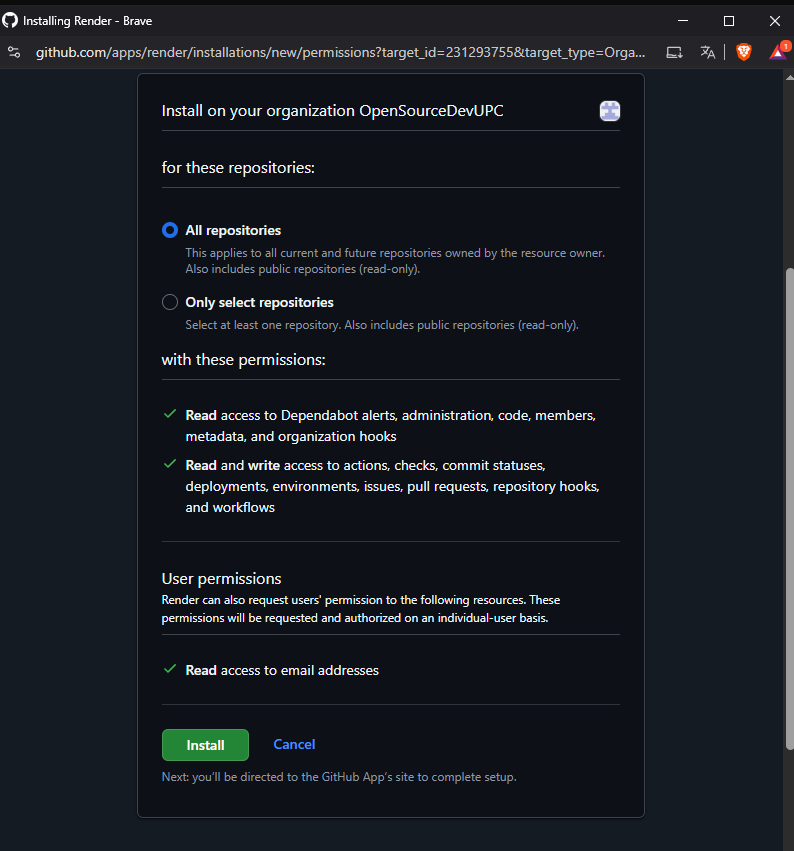 Installing Render - Brave
github.com/apps/render/installations/new/permissions?target_id=231293755&target_type=Orga...
1
Install on your organization OpenSourceDevUPC
for these repositories:
All repositories
This applies to all current and future repositories owned by the resource owner.
Also includes public repositories (read-only).
Only select repositories
Select at least one repository. Also includes public repositories (read-only).
with these permissions:
Read access to Dependabot alerts, administration, code, members,
metadata, and organization hooks
Read and write access to actions, checks, commit statuses,
deployments, environments, issues, pull requests, repository hooks,
and workflows
User permissions
Render can also request users' permission to the following resources. These
permissions will be requested and authorized on an individual-user basis.
Read access to email addresses
Install
Cancel
Next: you'll be directed to the GitHub App's site to complete setup.